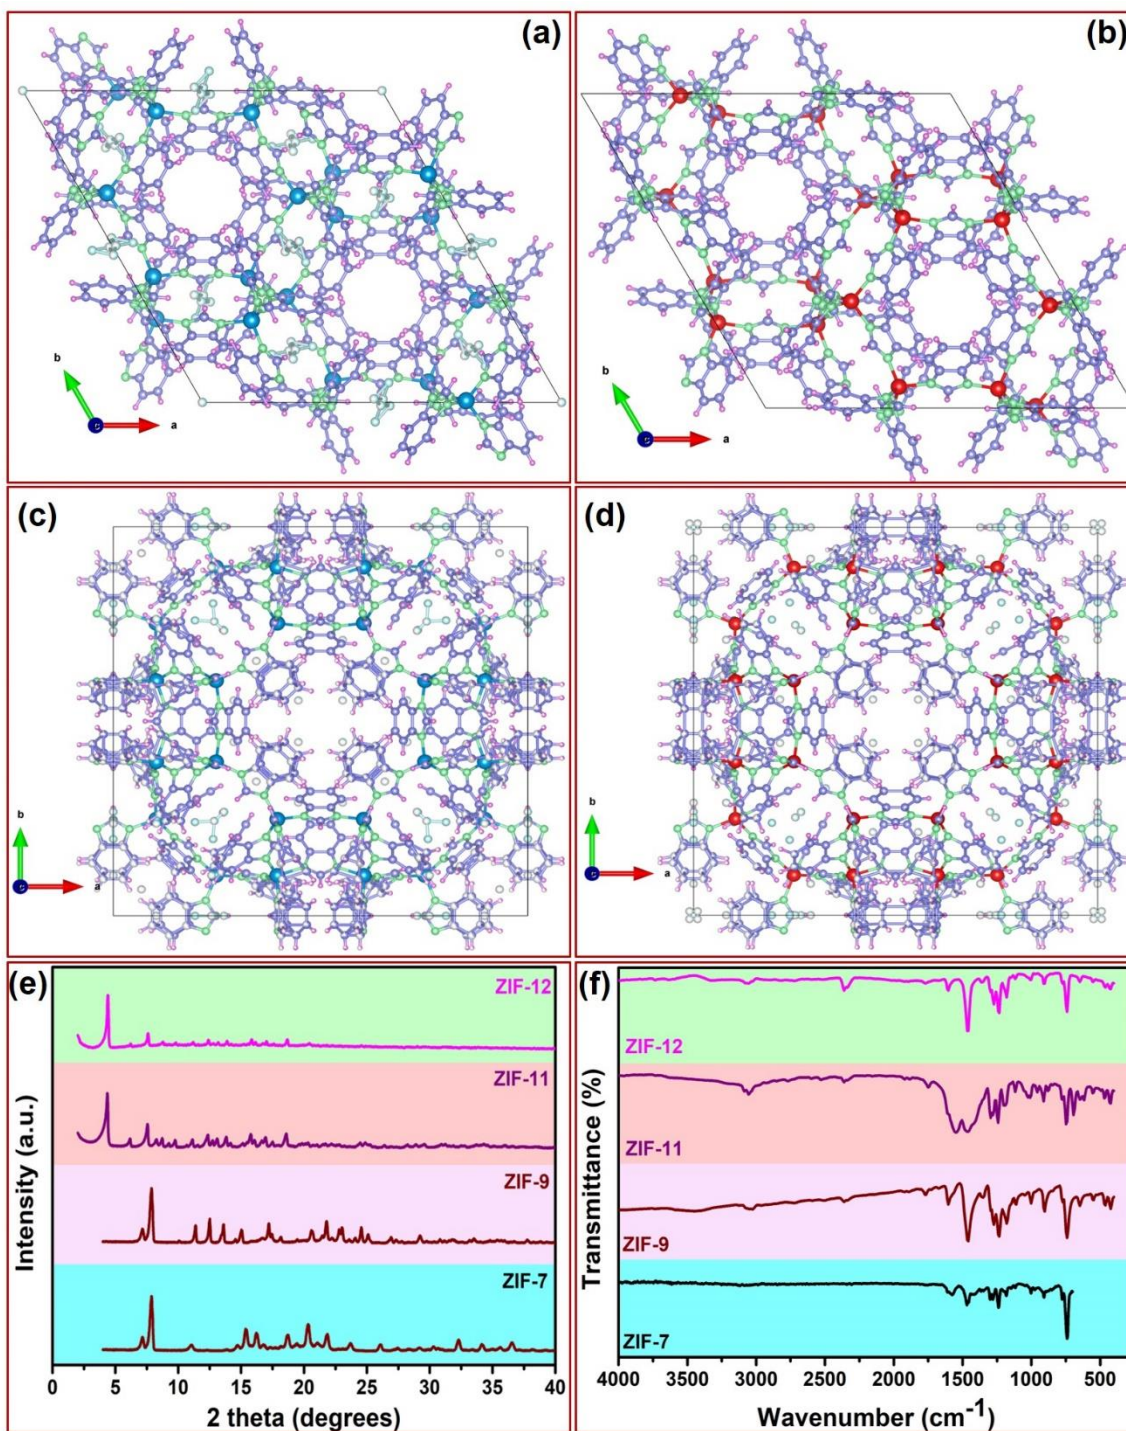 (a)
b
c
a
(b)
b
c
a
(c)
b
c
a
(d)
b
c
a
(e)
ZIF-12
ZIF-11
ZIF-9
ZIF-7
Intensity (a.u.)
0 5 10 15 20 25 30 35 40
2 theta (degrees)
(f)
ZIF-12
ZIF-11
ZIF-9
ZIF-7
Transmittance (%)
4000 3500 3000 2500 2000 1500 1000 500
Wavenumber (cm⁻¹)